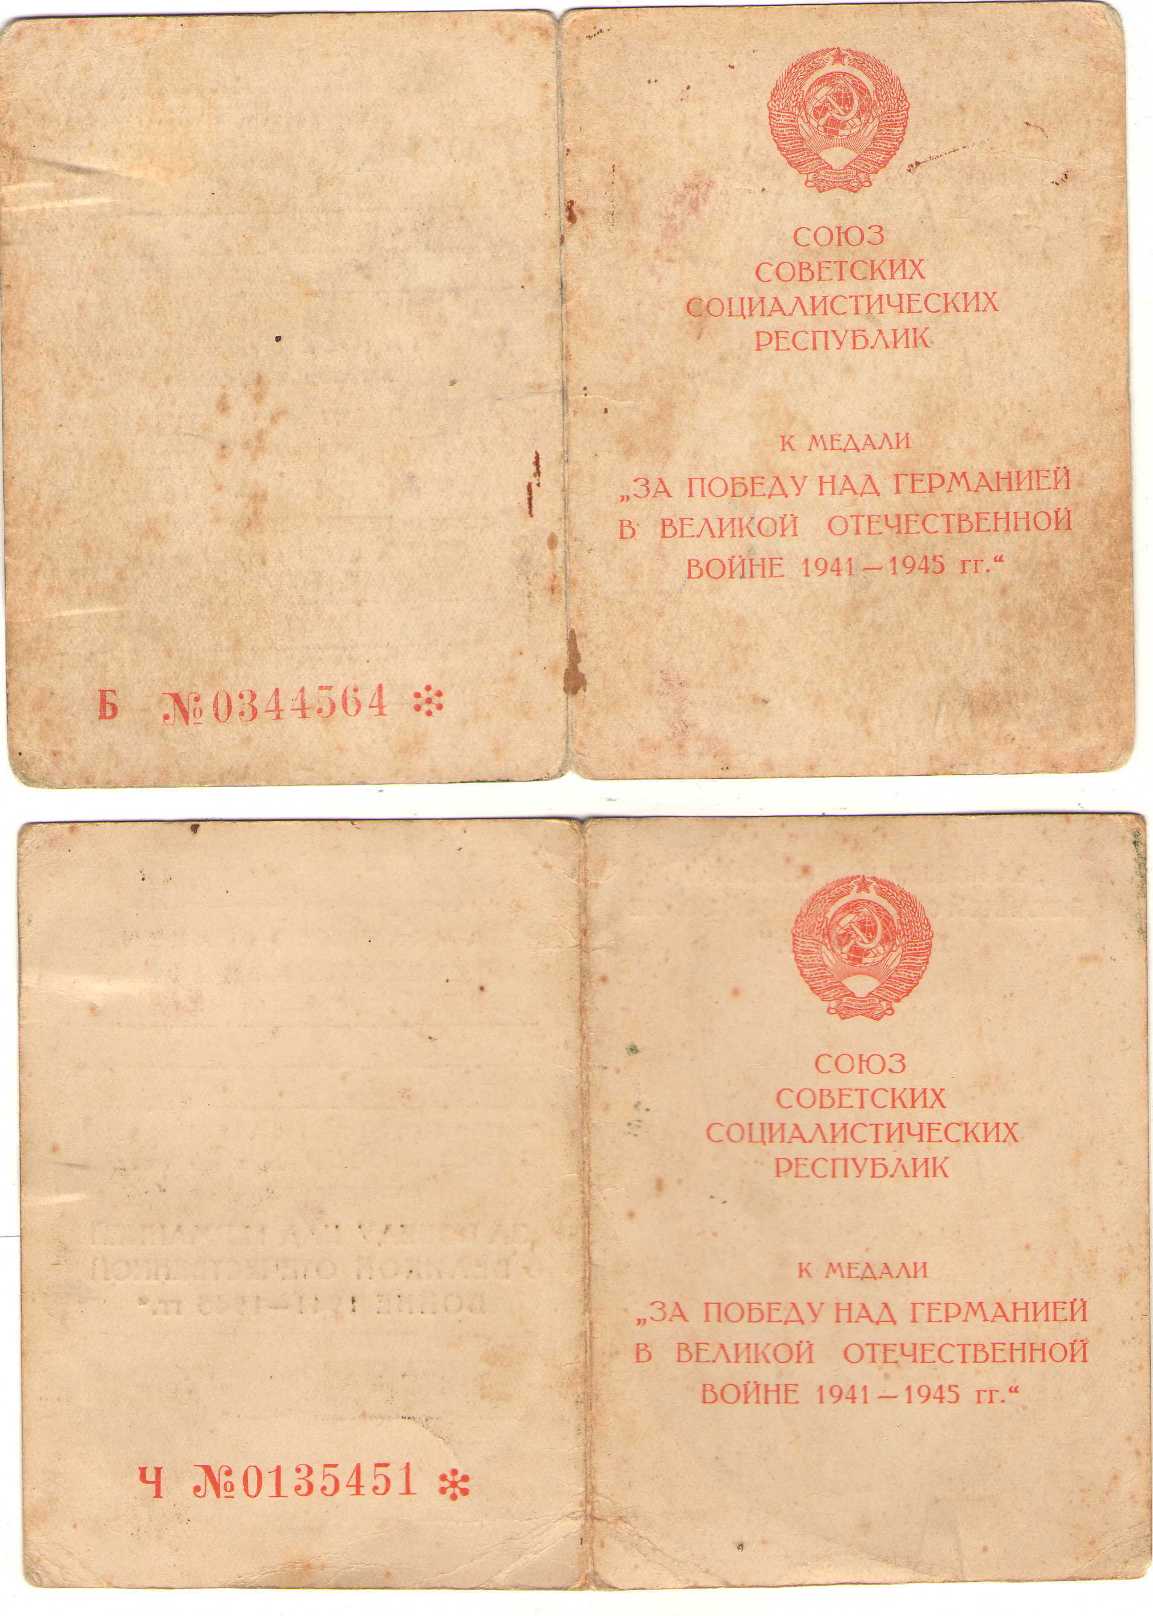 СОЮЗ
СОВЕТСКИХ
СОЦИАЛИСТИЧЕСКИХ
РЕСПУБЛИК
К МЕДАЛИ
„ЗА ПОБЕДУ НАД ГЕРМАНИЕЙ
В ВЕЛИКОЙ ОТЕЧЕСТВЕННОЙ
ВОЙНЕ 1941—1945 гг.“
Б №0344564
СОЮЗ
СОВЕТСКИХ
СОЦИАЛИСТИЧЕСКИХ
РЕСПУБЛИК
К МЕДАЛИ
„ЗА ПОБЕДУ НАД ГЕРМАНИЕЙ
В ВЕЛИКОЙ ОТЕЧЕСТВЕННОЙ
ВОЙНЕ 1941—1945 гг.“
Ч №0135451